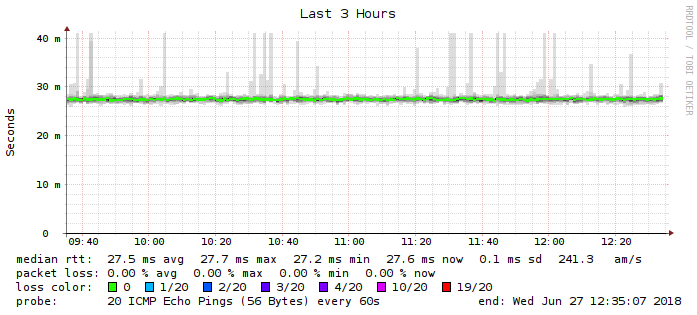 Last 3 Hours
RRDTOOL / TOBI OETIKER
Seconds
40 m
30 m
20 m
10 m
0
09:40 10:00 10:20 10:40 11:00 11:20 11:40 12:00 12:20
median rtt: 27.5 ms avg 27.7 ms max 27.2 ms min 27.6 ms now 0.1 ms sd 241.3 am/s
packet loss: 0.00 % avg 0.00 % max 0.00 % min 0.00 % now
loss color: 0 1/20 2/20 3/20 4/20 10/20 19/20
probe: 20 ICMP Echo Pings (56 Bytes) every 60s end: Wed Jun 27 12:35:07 2018